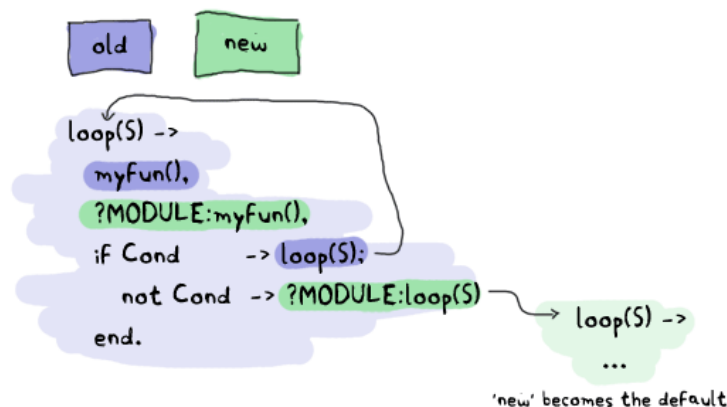 old
new
loop(S) ->
myFun(),
?MODULE:myFun(),
if Cond -> loop(S);
not Cond -> ?MODULE:loop(S)
end.
loop(S) ->
...
'new' becomes the default